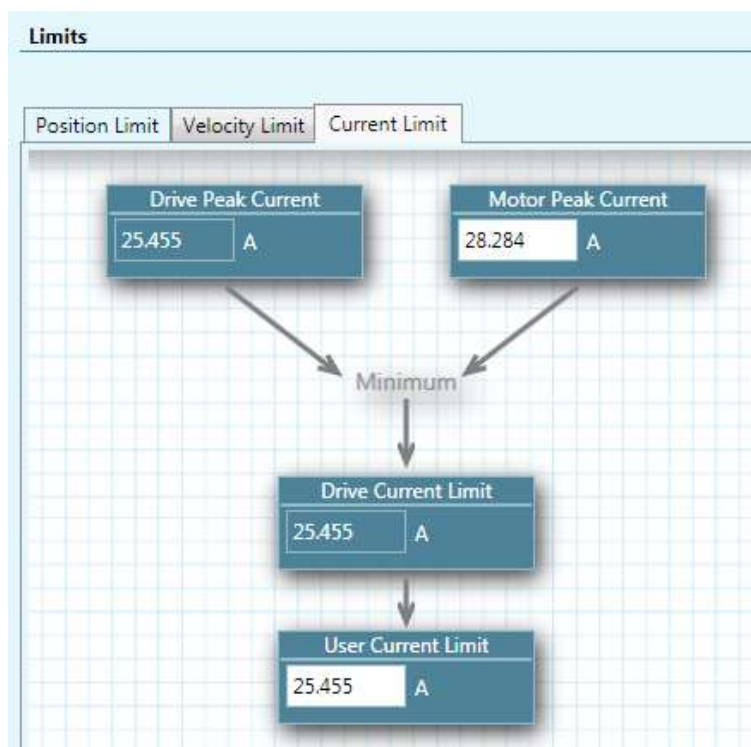 Limits
Position Limit Velocity Limit Current Limit
Drive Peak Current Motor Peak Current
25.455 A 28.284 A
Minimum
Drive Current Limit
25.455 A
User Current Limit
25.455 A